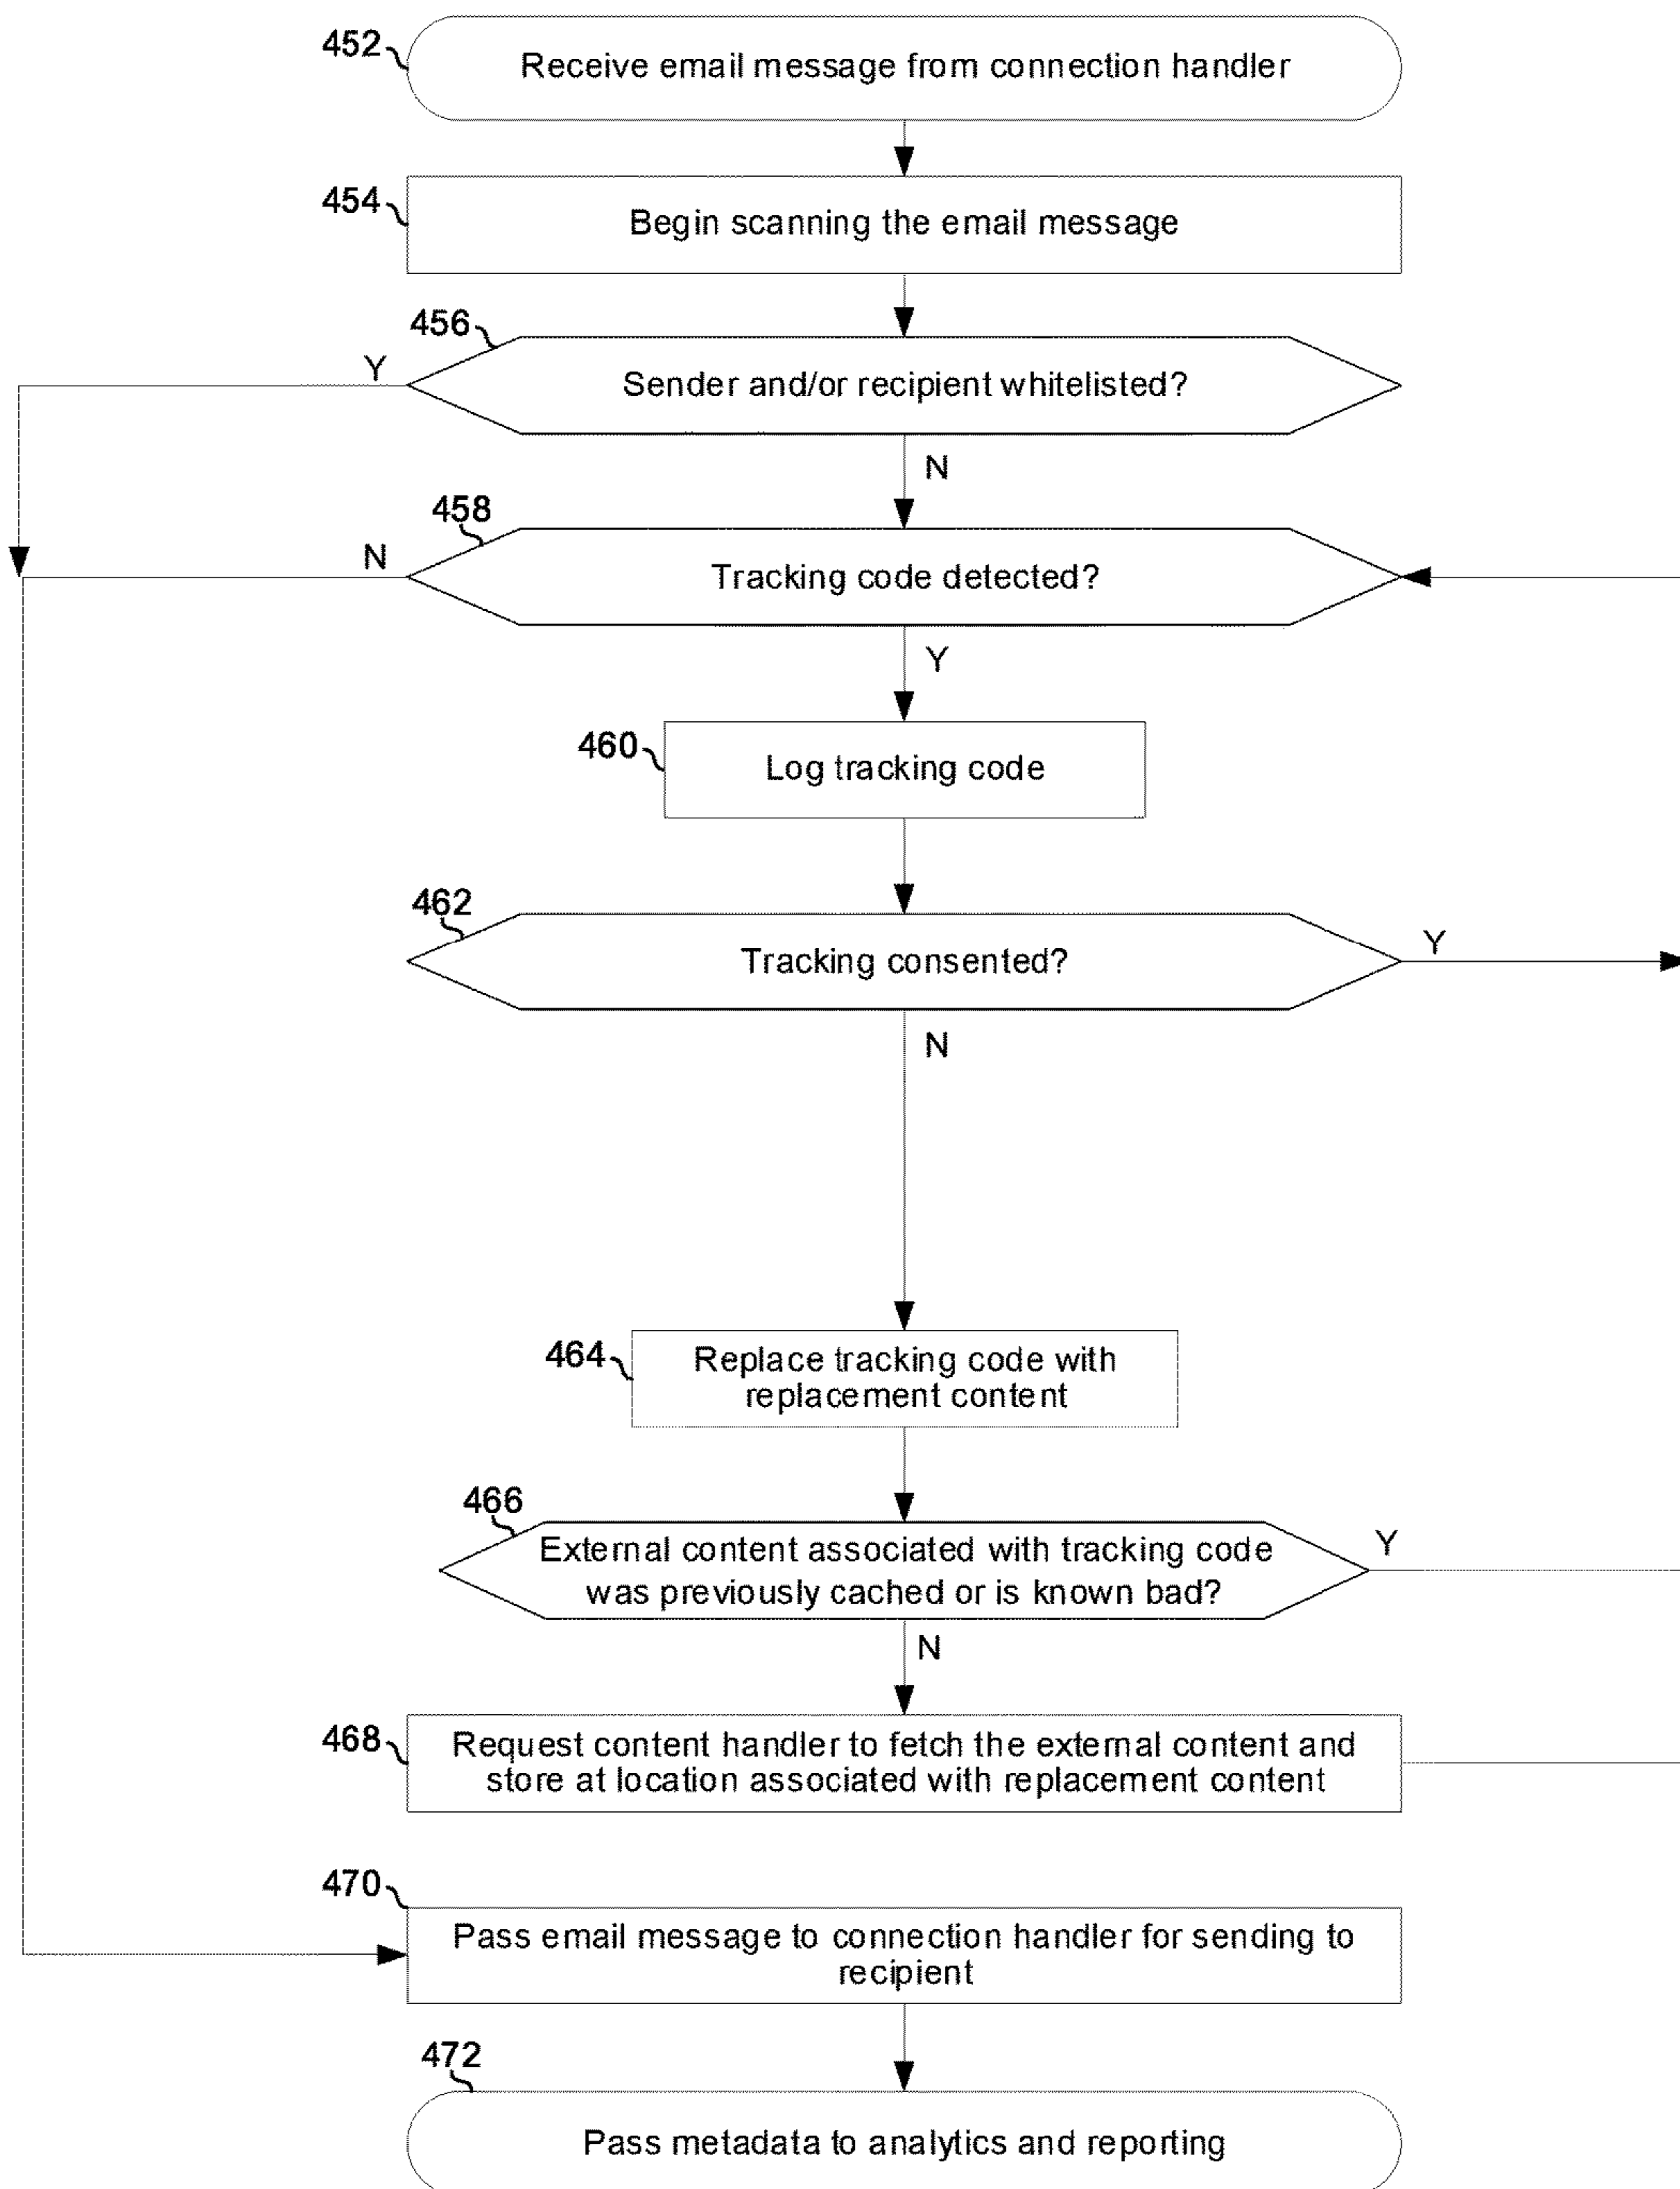 452
Receive email message from connection handler
454
Begin scanning the email message
456
Y
Sender and/or recipient whitelisted?
N
458
N
Tracking code detected?
Y
460
Log tracking code
462
Y
Tracking consented?
N
464
Replace tracking code with
replacement content
466
Y
External content associated with tracking code
was previously cached or is known bad?
N
468
Request content handler to fetch the external content and
store at location associated with replacement content
470
Pass email message to connection handler for sending to
recipient
472
Pass metadata to analytics and reporting